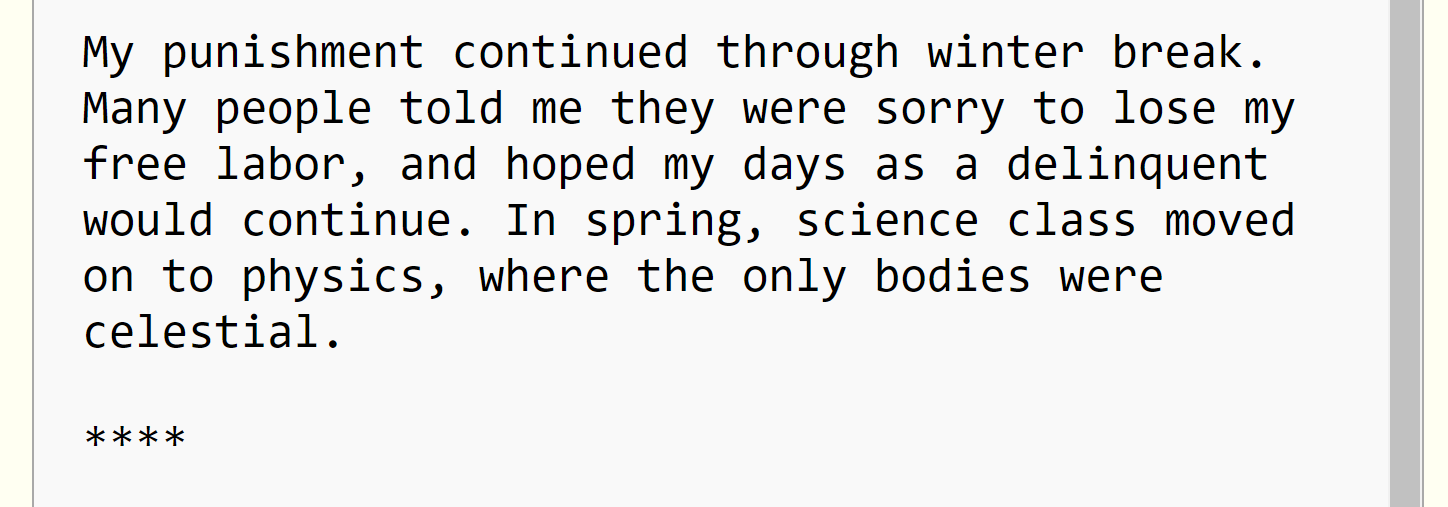 My punishment continued through winter break.
Many people told me they were sorry to lose my
free labor, and hoped my days as a delinquent
would continue. In spring, science class moved
on to physics, where the only bodies were
celestial.
****